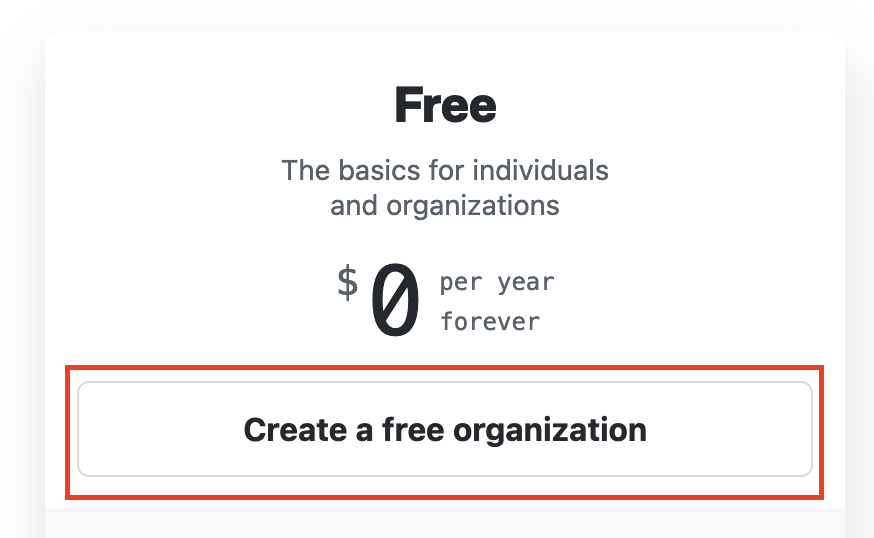 Free
The basics for individuals
and organizations
$ 0 per year
forever
Create a free organization